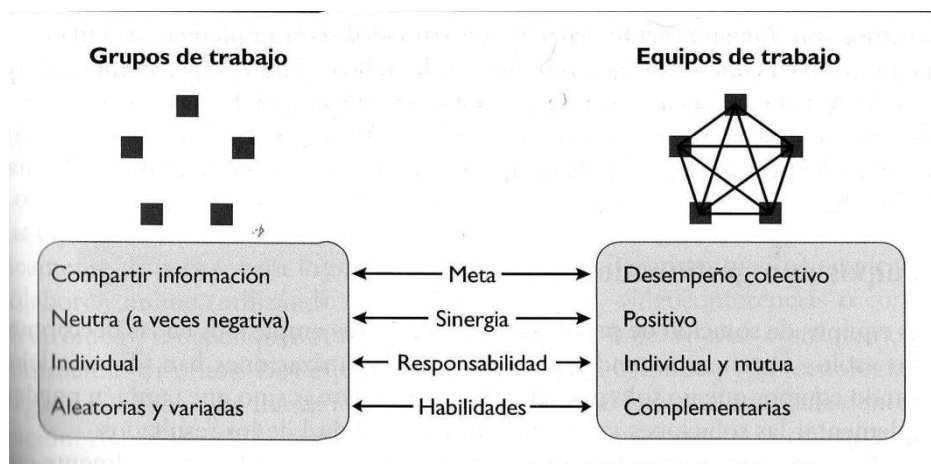 Grupos de trabajo Equipos de trabajo
Compartir información Meta Desempeño colectivo
Neutra (a veces negativa) Sinergia Positivo
Individual Responsabilidad Individual y mutua
Aleatorias y variadas Habilidades Complementarias